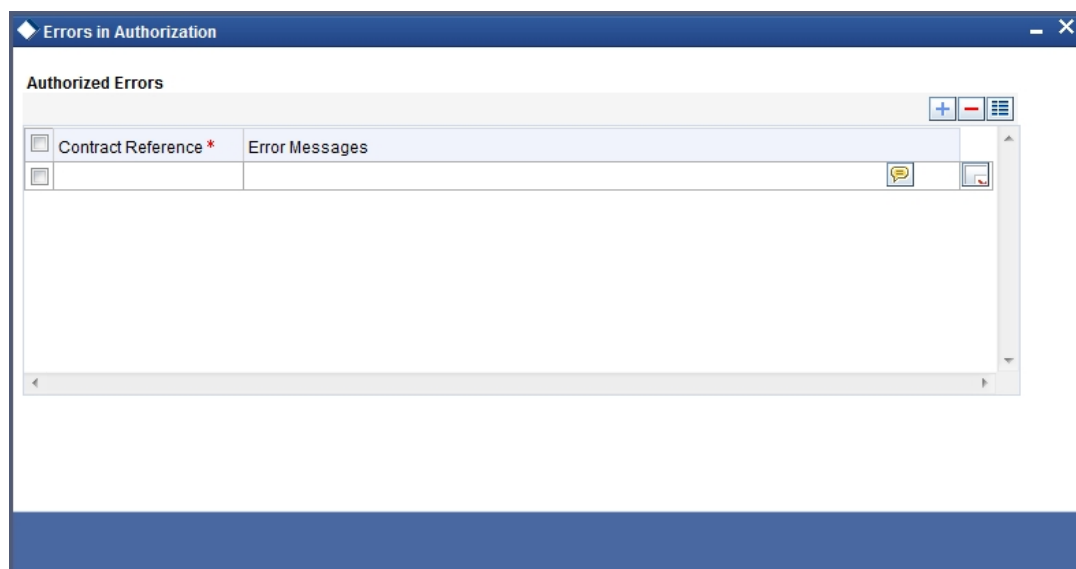 Errors in Authorization
Authorized Errors
Contract Reference * Error Messages